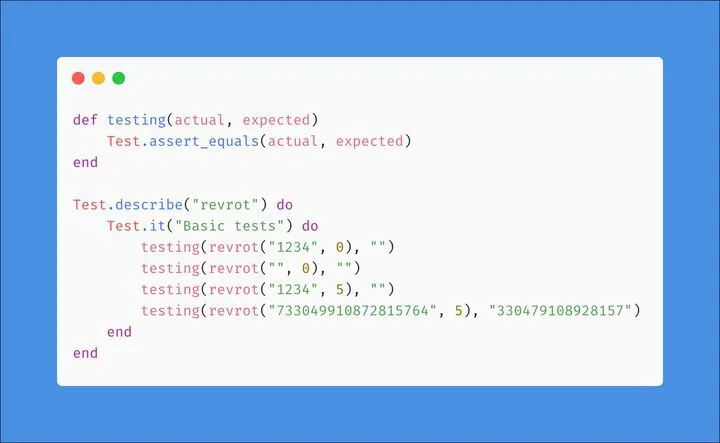 def testing(actual, expected)
    Test.assert_equals(actual, expected)
end

Test.describe("revrot") do
    Test.it("Basic tests") do
        testing(revrot("1234", 0), "")
        testing(revrot("", 0), "")
        testing(revrot("1234", 5), "")
        testing(revrot("733049910872815764", 5), "330479108928157")
    end
end